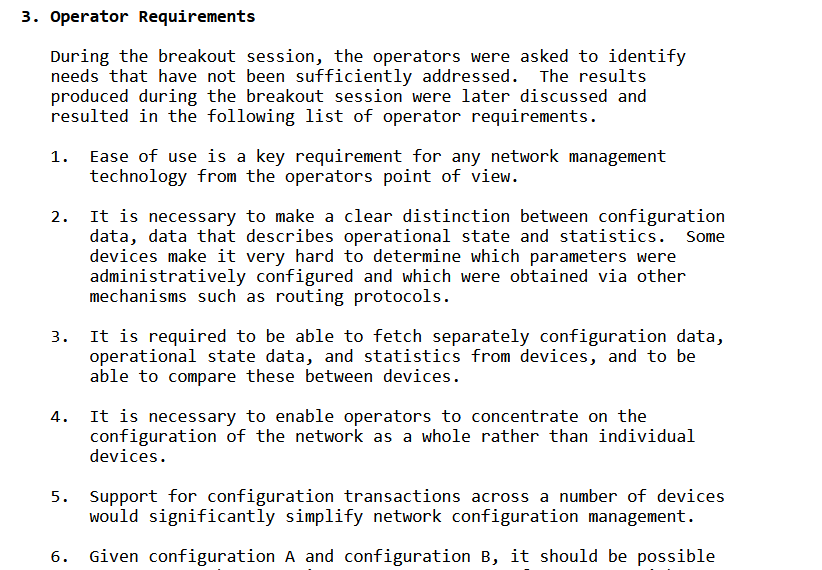 3. Operator Requirements
During the breakout session, the operators were asked to identify
needs that have not been sufficiently addressed.  The results
produced during the breakout session were later discussed and
resulted in the following list of operator requirements.
1.  Ease of use is a key requirement for any network management
technology from the operators point of view.
2.  It is necessary to make a clear distinction between configuration
data, data that describes operational state and statistics.  Some
devices make it very hard to determine which parameters were
administratively configured and which were obtained via other
mechanisms such as routing protocols.
3.  It is required to be able to fetch separately configuration data,
operational state data, and statistics from devices, and to be
able to compare these between devices.
4.  It is necessary to enable operators to concentrate on the
configuration of the network as a whole rather than individual
devices.
5.  Support for configuration transactions across a number of devices
would significantly simplify network configuration management.
6.  Given configuration A and configuration B, it should be possible